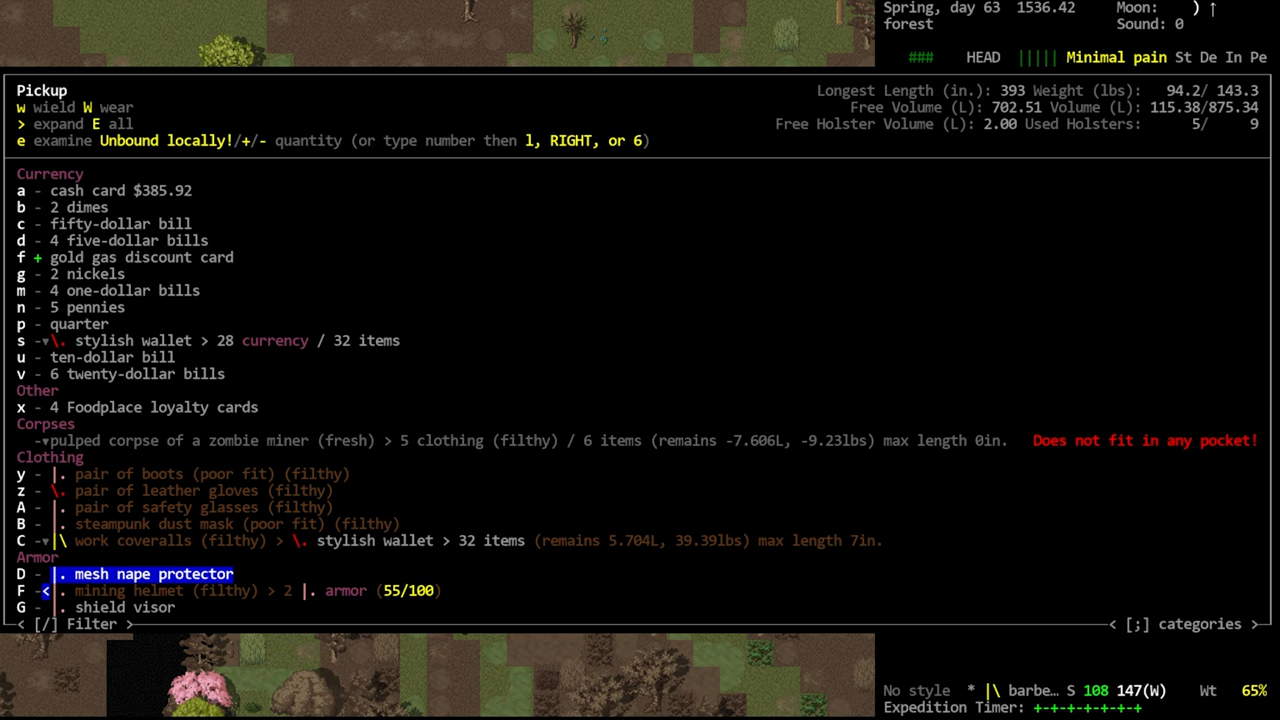 Spring, day 63 1536.42 Moon: ) ↑
forest Sound: 0
### HEAD ||||| Minimal pain St De In Pe
Pickup Longest Length (in.): 393 Weight (lbs): 94.2/ 143.3
w wield W wear Free Volume (L): 702.51 Volume (L): 115.38/875.34
> expand E all Free Holster Volume (L): 2.00 Used Holsters: 5/ 9
e examine Unbound locally!/+/- quantity (or type number then l, RIGHT, or 6)
Currency
a - cash card $385.92
b - 2 dimes
c - fifty-dollar bill
d - 4 five-dollar bills
f + gold gas discount card
g - 2 nickels
m - 4 one-dollar bills
n - 5 pennies
p - quarter
s -▾\. stylish wallet > 28 currency / 32 items
u - ten-dollar bill
v - 6 twenty-dollar bills
Other
x - 4 Foodplace loyalty cards
Corpses
-▾pulped corpse of a zombie miner (fresh) > 5 clothing (filthy) / 6 items (remains -7.606L, -9.23lbs) max length 0in. Does not fit in any pocket!
Clothing
y - |. pair of boots (poor fit) (filthy)
z - \. pair of leather gloves (filthy)
A - |. pair of safety glasses (filthy)
B - |. steampunk dust mask (poor fit) (filthy)
C -▾|\ work coveralls (filthy) > \. stylish wallet > 32 items (remains 5.704L, 39.39lbs) max length 7in.
Armor
D - |. mesh nape protector
F -<|. mining helmet (filthy) > 2 |. armor (55/100)
G - |. shield visor
< [/] Filter > < [;] categories >
No style * |\ barbe… S 108 147(W) Wt 65%
Expedition Timer: +-+-+-+-+-+-+